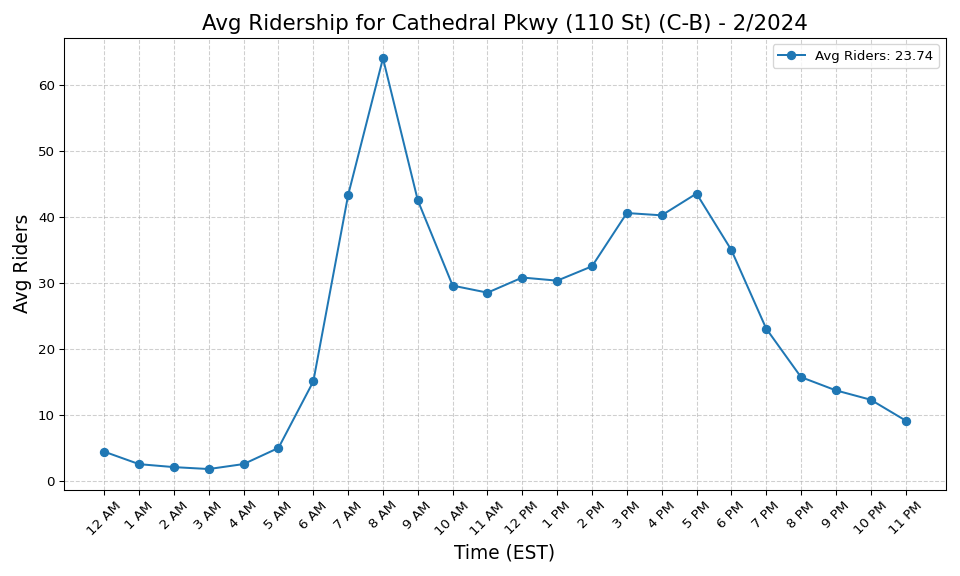 Avg Ridership for Cathedral Pkwy (110 St) (C-B) - 2/2024
Avg Riders: 23.74
Avg Riders
60
50
40
30
20
10
0
12 AM 1 AM 2 AM 3 AM 4 AM 5 AM 6 AM 7 AM 8 AM 9 AM 10 AM 11 AM 12 PM 1 PM 2 PM 3 PM 4 PM 5 PM 6 PM 7 PM 8 PM 9 PM 10 PM 11 PM
Time (EST)